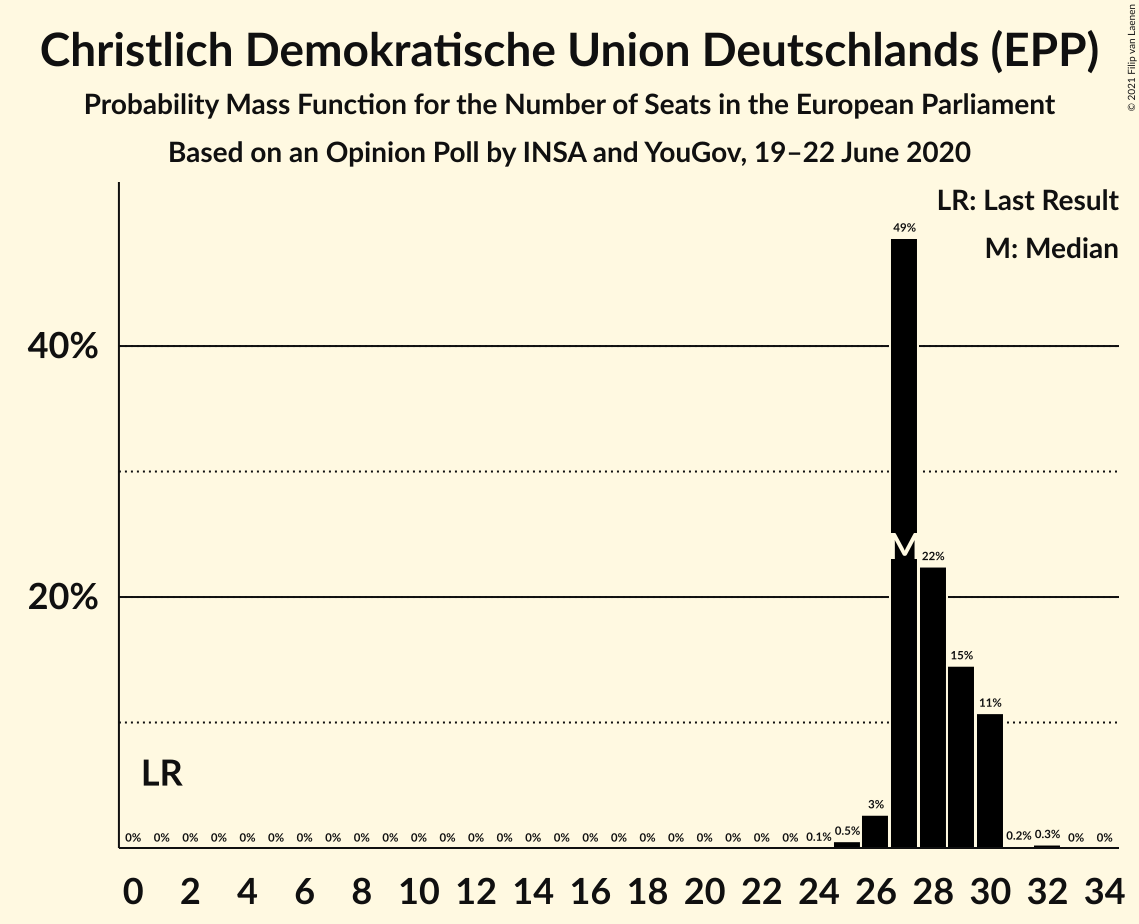 Christlich Demokratische Union Deutschlands (EPP)
Probability Mass Function for the Number of Seats in the European Parliament
Based on an Opinion Poll by INSA and YouGov, 19–22 June 2020
© 2021 Filip van Laenen
LR: Last Result
M: Median
49%
40%
M
22%
20%
15%
11%
LR
3%
0% 0% 0% 0% 0% 0% 0% 0% 0% 0% 0% 0% 0% 0% 0% 0% 0% 0% 0% 0% 0% 0% 0% 0% 0.1% 0.5% 0.2% 0.3% 0% 0%
0 2 4 6 8 10 12 14 16 18 20 22 24 26 28 30 32 34